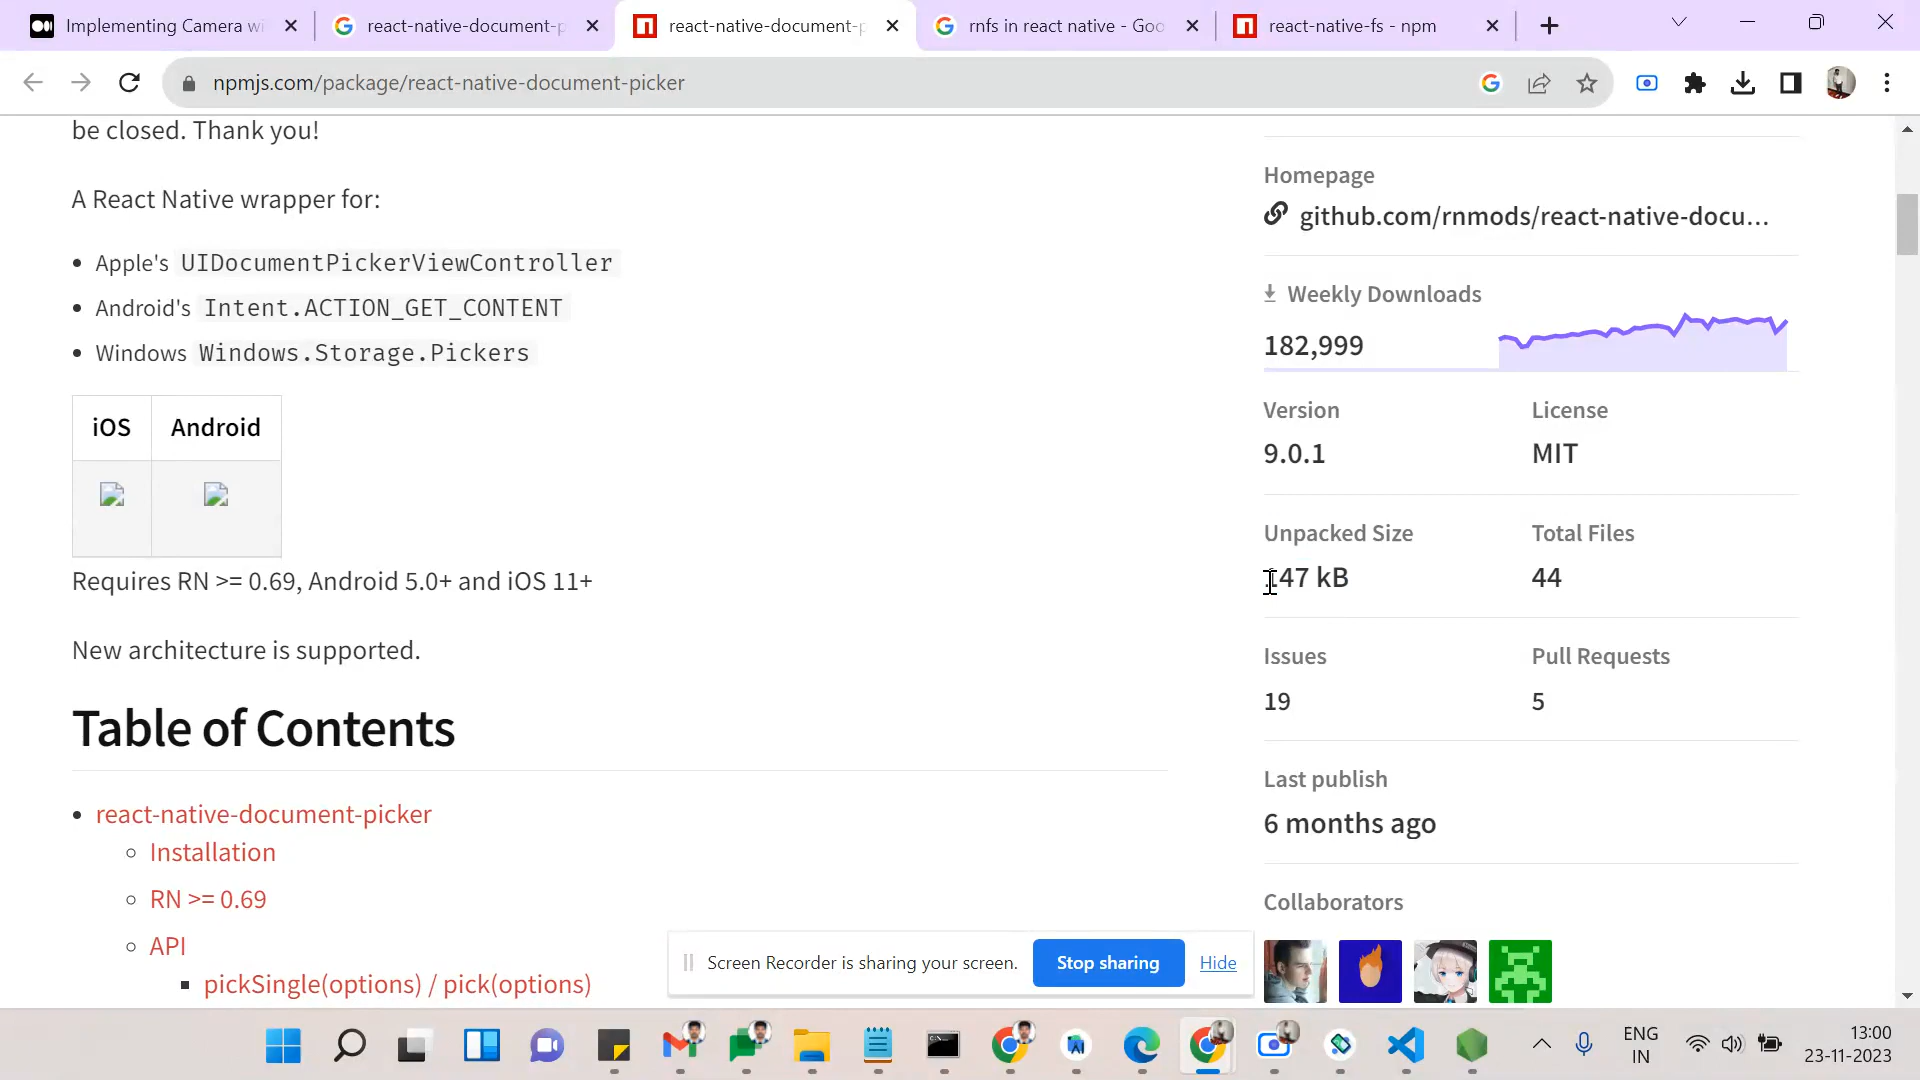 Implementing Camera wi
react-native-document-p
react-native-document-p
rnfs in react native - Goo
react-native-fs - npm
npmjs.com/package/react-native-document-picker
be closed. Thank you!
A React Native wrapper for:
Apple's UIDocumentPickerViewController
Android's Intent.ACTION_GET_CONTENT
Windows Windows.Storage.Pickers
iOS Android
Requires RN >= 0.69, Android 5.0+ and iOS 11+
New architecture is supported.
Table of Contents
react-native-document-picker
Installation
RN >= 0.69
API
pickSingle(options) / pick(options)
Homepage
github.com/rnmods/react-native-docu...
Weekly Downloads
182,999
Version License
9.0.1 MIT
Unpacked Size Total Files
147 kB 44
Issues Pull Requests
19 5
Last publish
6 months ago
Collaborators
Screen Recorder is sharing your screen. Stop sharing Hide
ENG
IN
13:00
23-11-2023